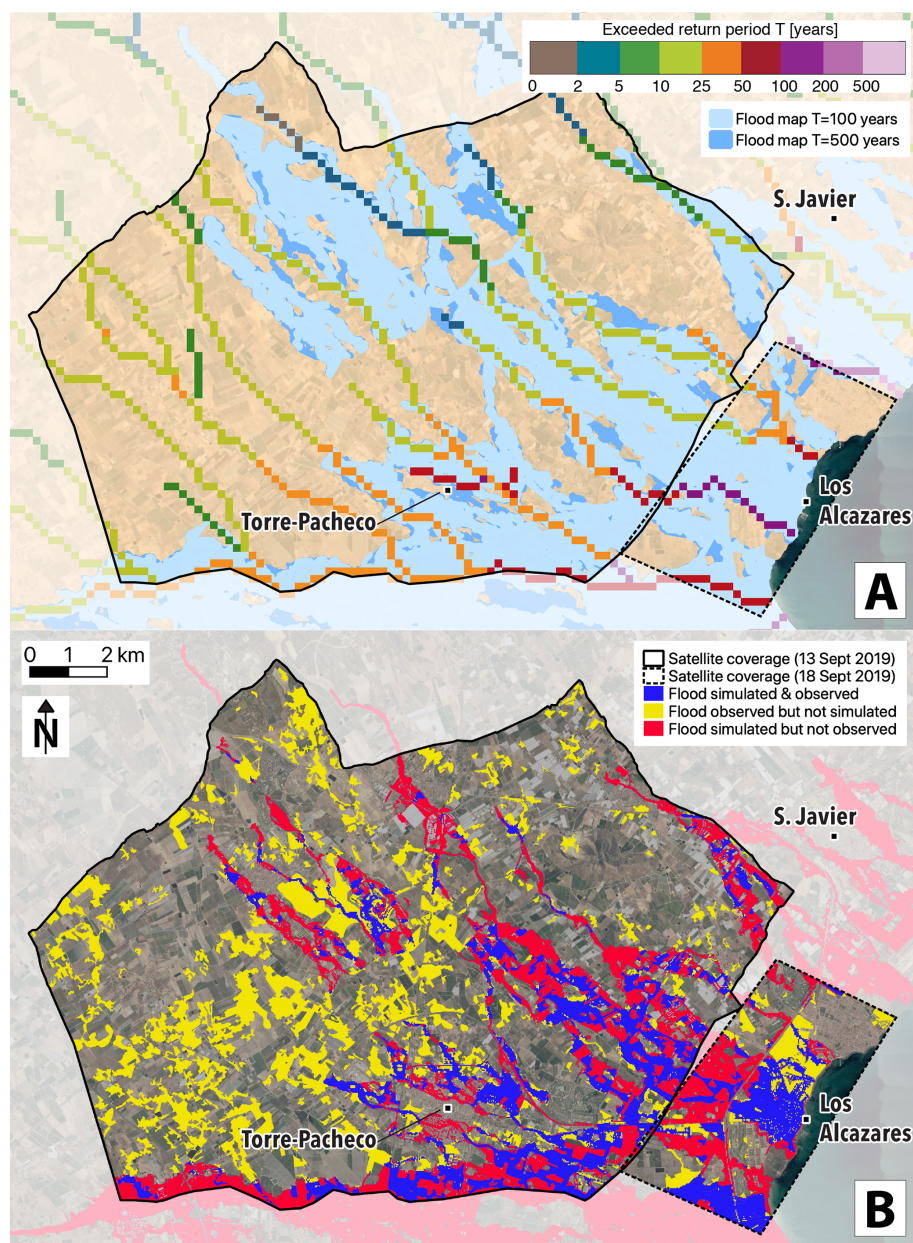 Exceeded return period T [years]
0 2 5 10 25 50 100 200 500
Flood map T=100 years
Flood map T=500 years
S. Javier
Torre-Pacheco
Los
Alcazares
A
0 1 2 km
N
Satellite coverage (13 Sept 2019)
Satellite coverage (18 Sept 2019)
Flood simulated & observed
Flood observed but not simulated
Flood simulated but not observed
S. Javier
Torre-Pacheco
Los
Alcazares
B